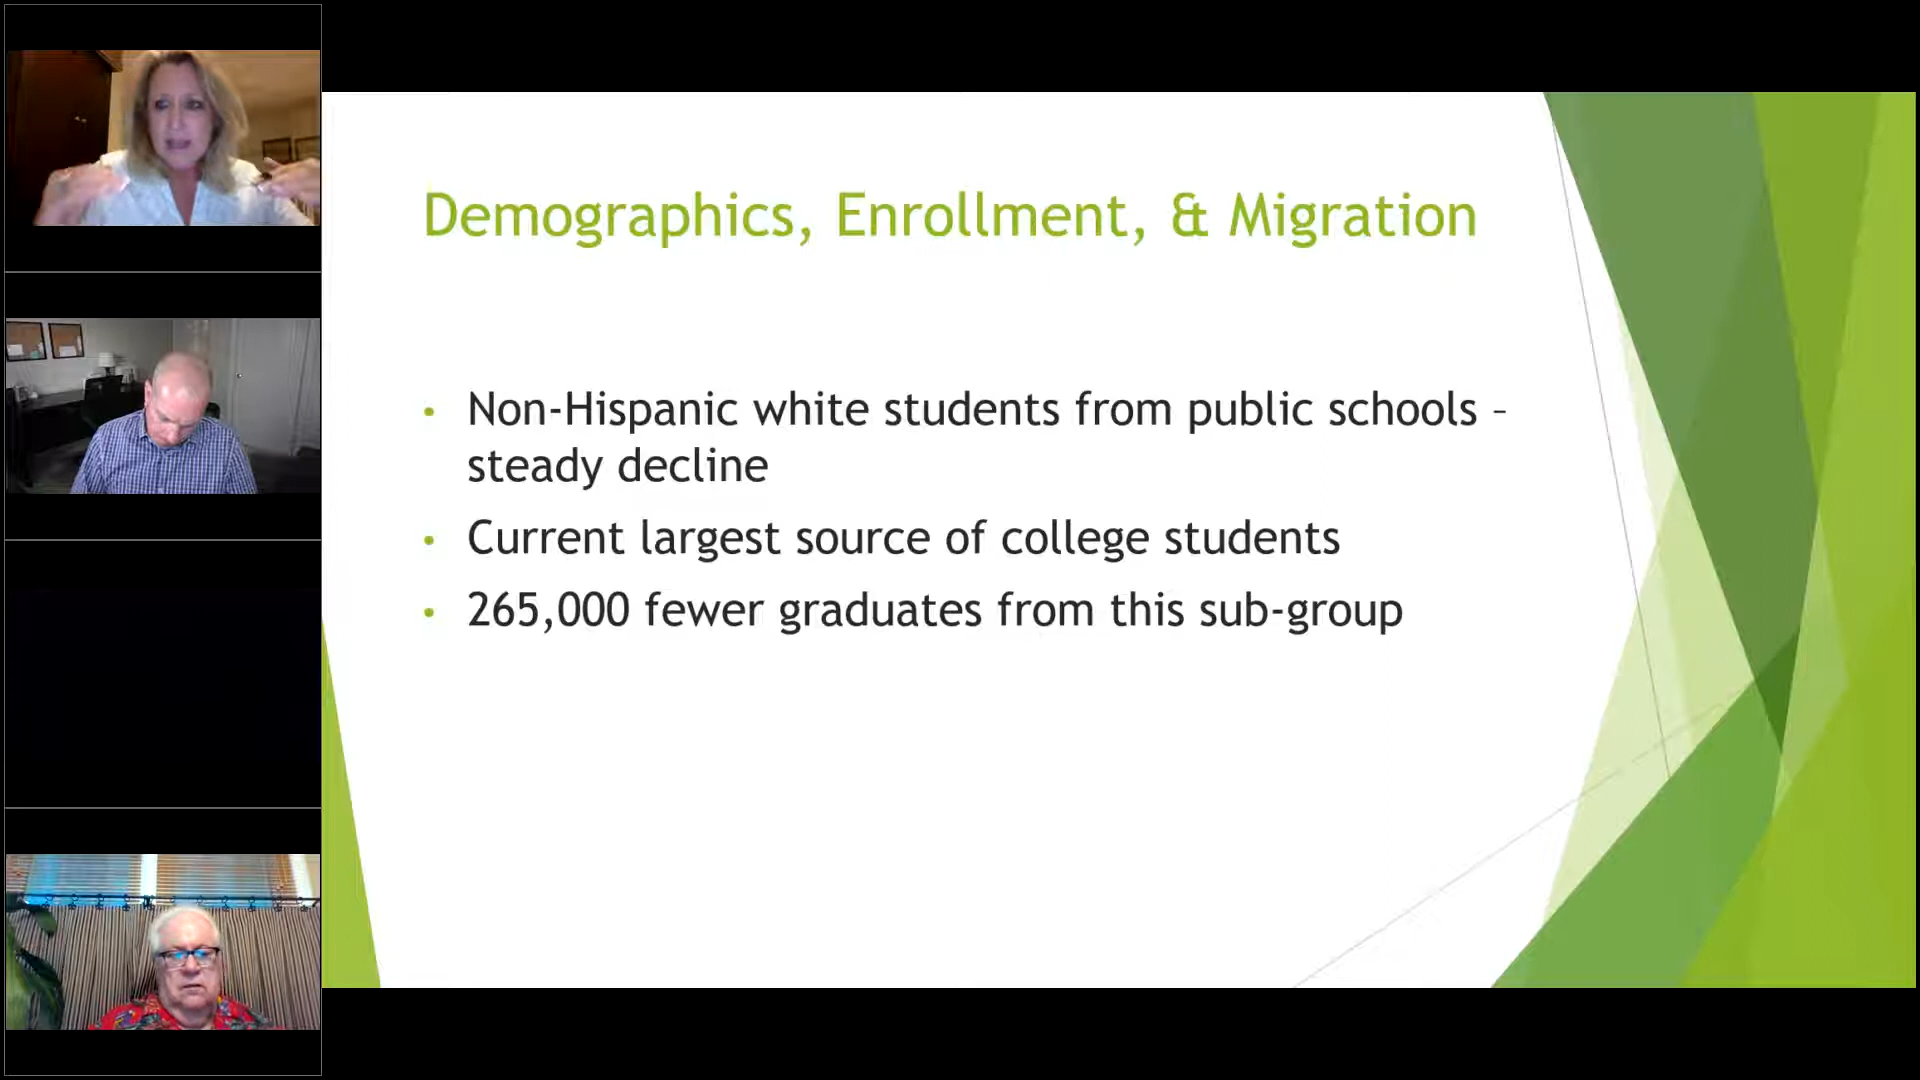 Demographics, Enrollment, & Migration
• Non-Hispanic white students from public schools –
steady decline
• Current largest source of college students
• 265,000 fewer graduates from this sub-group